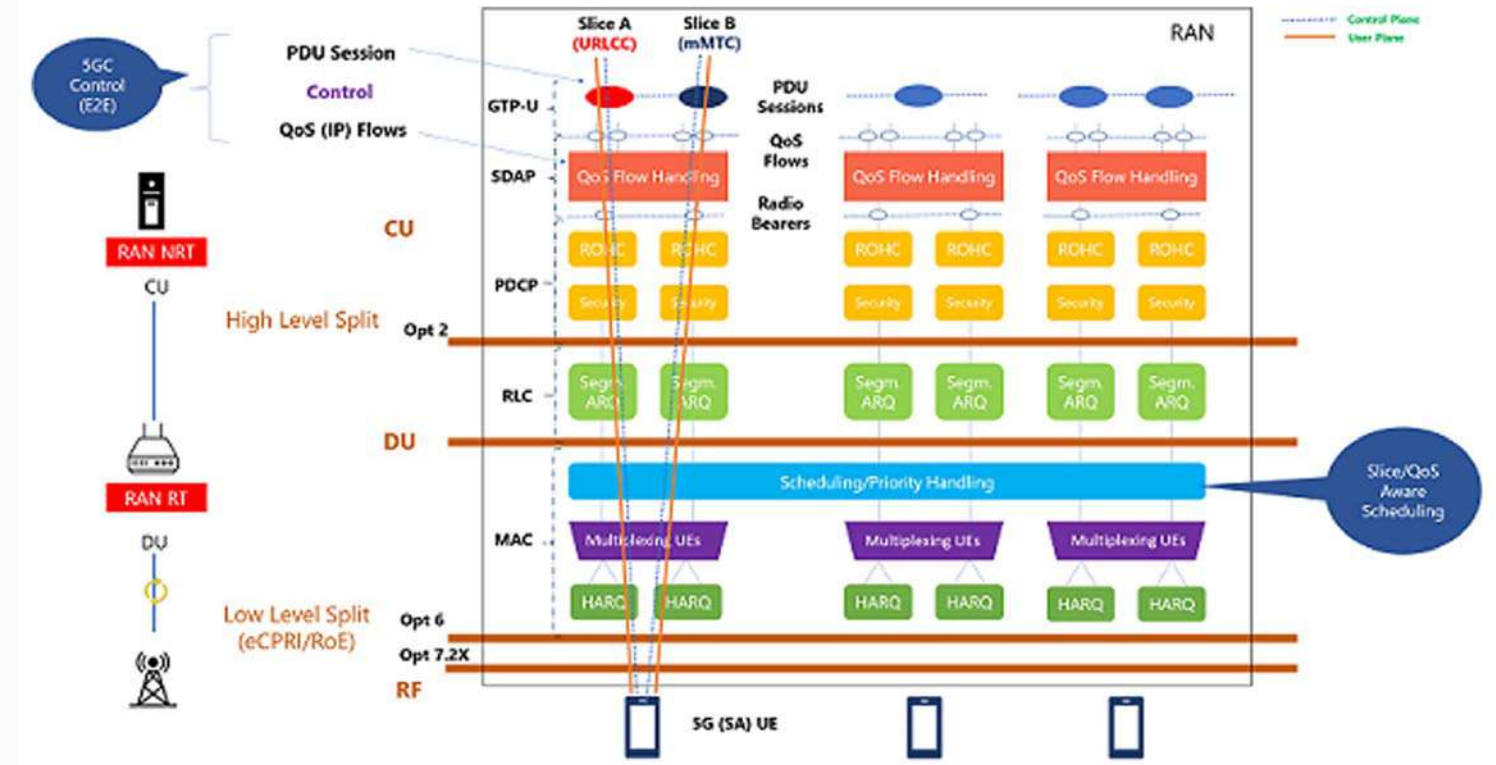 Slice A
(URLCC)
Slice B
(mMTC)
RAN
Control Plane
User Plane
5GC
Control
(E2E)
PDU Session
Control
QoS (IP) Flows
GTP-U
PDU
Sessions
QoS
Flows
SDAP
QoS Flow Handling
QoS Flow Handling
QoS Flow Handling
Radio
Bearers
CU
RAN NRT
CU
PDCP
ROHC
ROHC
ROHC
ROHC
ROHC
ROHC
Security
Security
Security
Security
Security
Security
High Level Split
Opt 2
RLC
Segm.
ARQ
Segm.
ARQ
Segm.
ARQ
Segm.
ARQ
Segm.
ARQ
Segm.
ARQ
DU
Scheduling/Priority Handling
Slice/QoS
Aware
Scheduling
RAN RT
DU
MAC
Multiplexing UEs
Multiplexing UEs
Multiplexing UEs
HARQ
HARQ
HARQ
HARQ
HARQ
HARQ
Low Level Split
(eCPRI/RoE)
Opt 6
Opt 7.2X
RF
5G (SA) UE